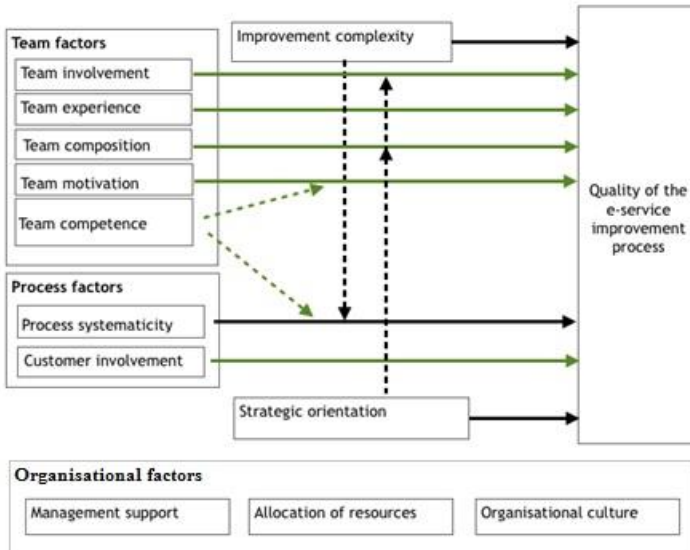 Team factors
Improvement complexity
Team involvement
Team experience
Team composition
Team motivation
Team competence
Quality of the
e-service
improvement
process
Process factors
Process systematicity
Customer involvement
Strategic orientation
Organisational factors
Management support
Allocation of resources
Organisational culture